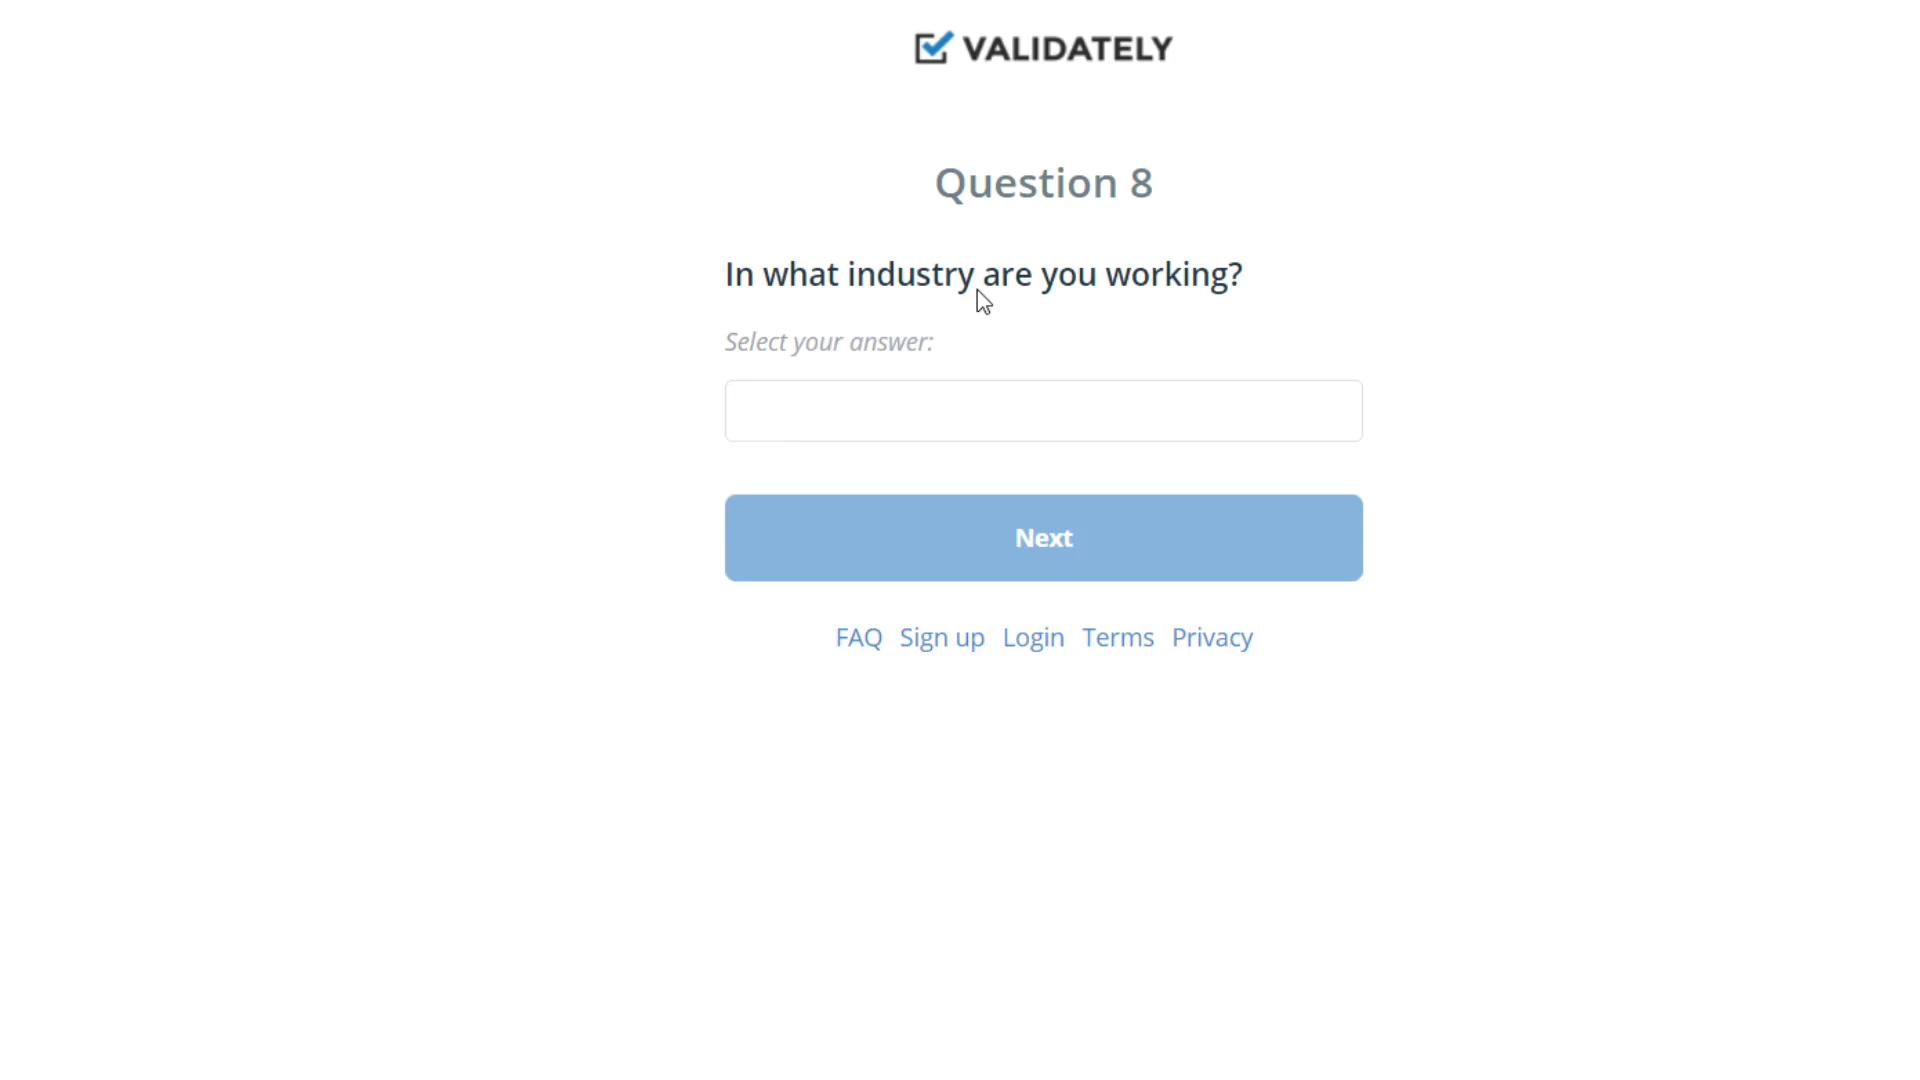 VALIDATELY
Question 8
In what industry are you working?
Select your answer:
Next
FAQ Sign up Login Terms Privacy